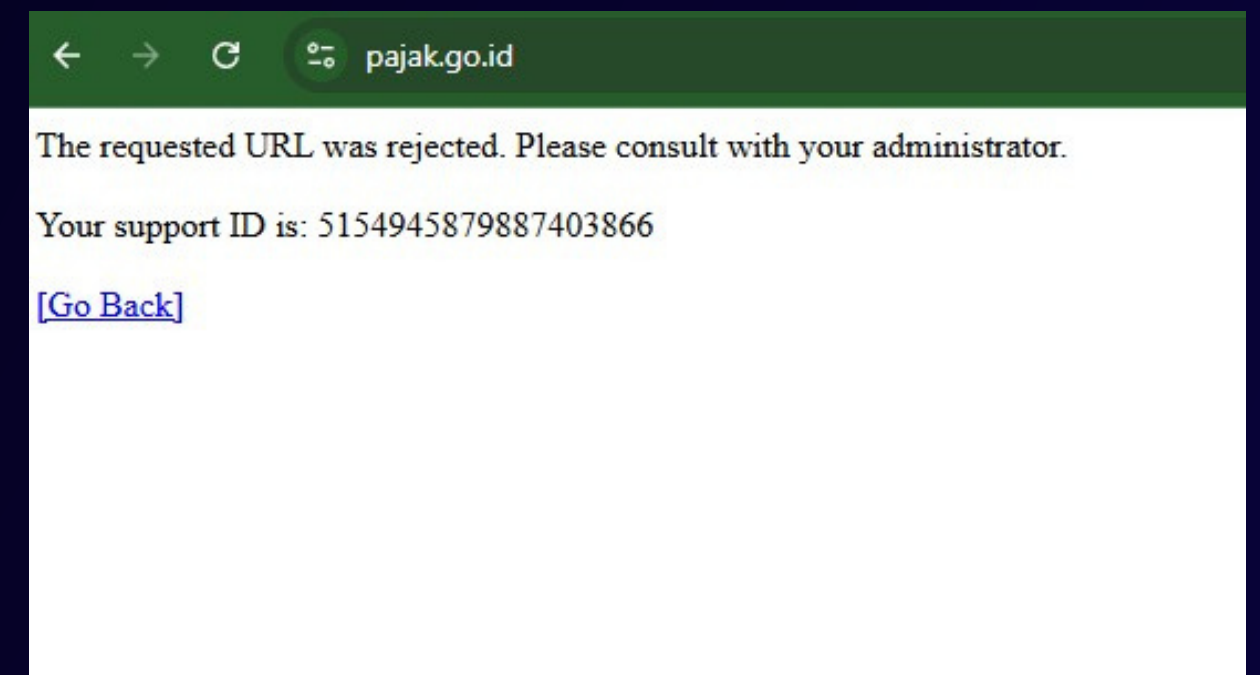 pajak.go.id
The requested URL was rejected. Please consult with your administrator.
Your support ID is: 5154945879887403866
[Go Back]